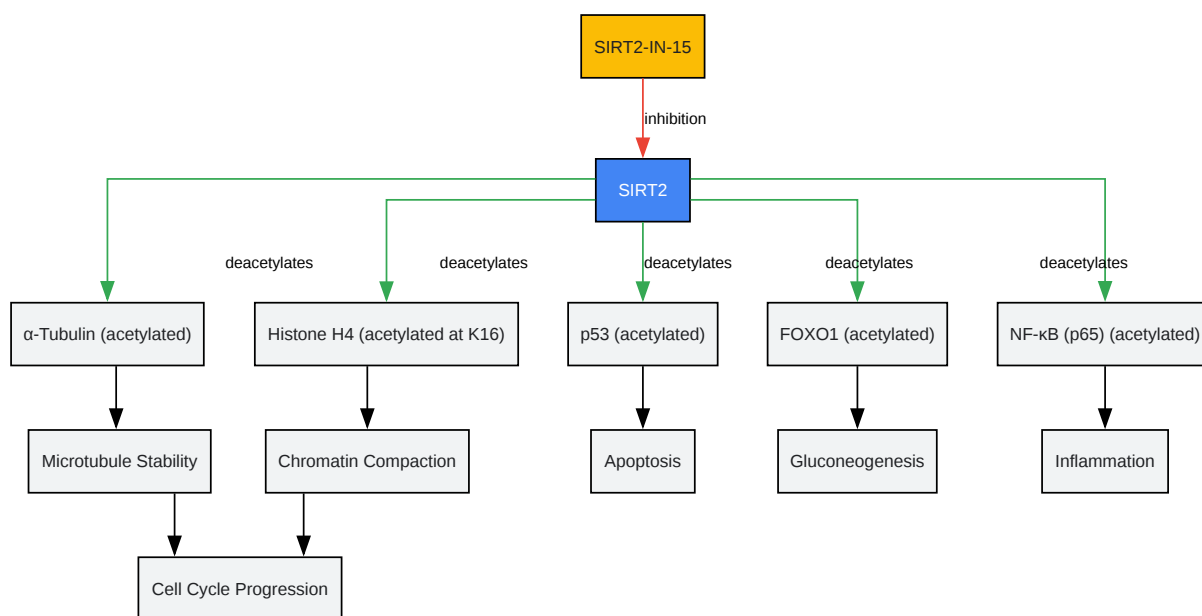 SIRT2-IN-15
inhibition
SIRT2
deacetylates
deacetylates
deacetylates
deacetylates
deacetylates
α-Tubulin (acetylated)
Histone H4 (acetylated at K16)
p53 (acetylated)
FOXO1 (acetylated)
NF-κB (p65) (acetylated)
Microtubule Stability
Chromatin Compaction
Apoptosis
Gluconeogenesis
Inflammation
Cell Cycle Progression